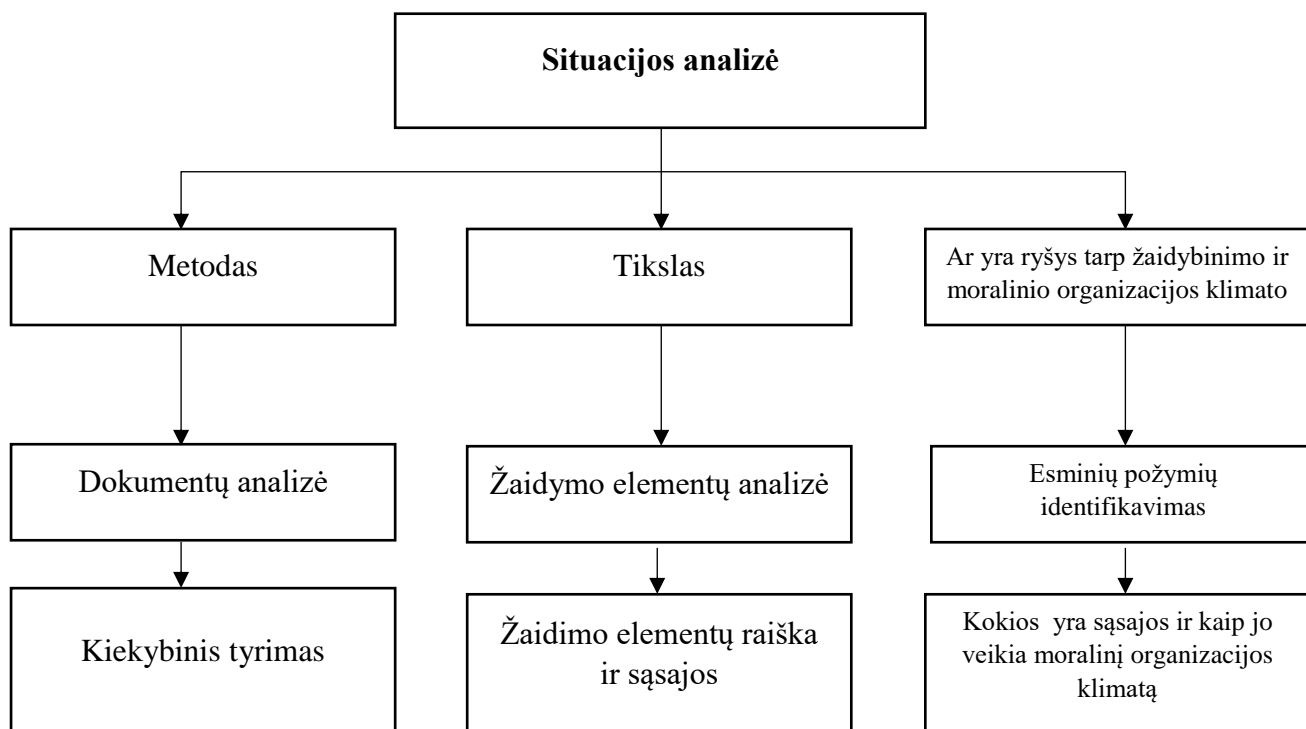 Situacijos analizė
Metodas
Tikslas
Ar yra ryšys tarp žaidybinimo ir
moralinio organizacijos klimato
Dokumentų analizė
Žaidymo elementų analizė
Esminių požymių
identifikavimas
Kiekybinis tyrimas
Žaidimo elementų raiška
ir sąsajos
Kokios yra sąsajos ir kaip jo
veikia moralinį organizacijos
klimatą